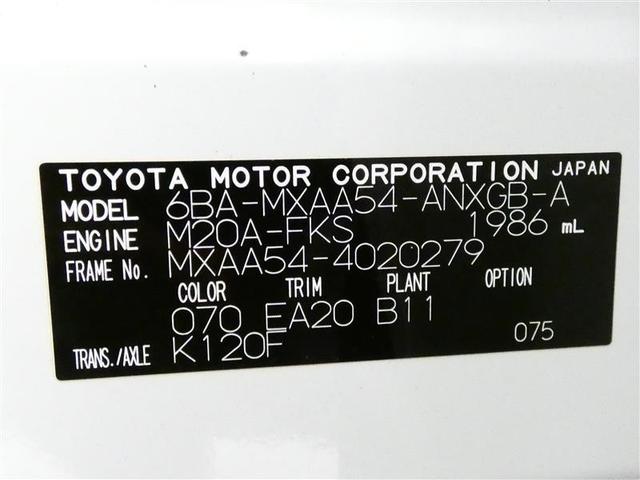 TOYOTA MOTOR CORPORATION JAPAN
MODEL 6BA-MXAA54-ANXGB-A
ENGINE M20A-FKS 1986 mL
FRAME No. MXAA54-4020279
COLOR TRIM PLANT OPTION
070 EA20 B11
075
TRANS./AXLE K120F